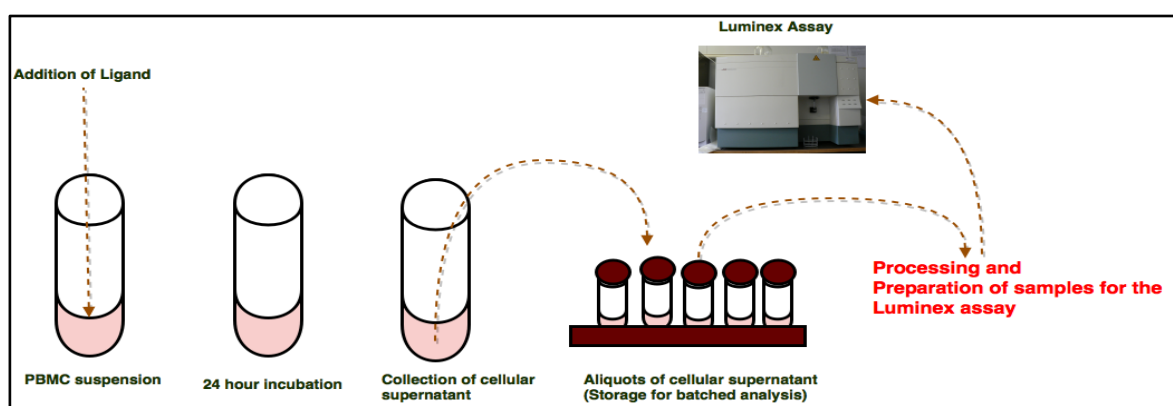 Luminex Assay
Addition of Ligand
Processing and
Preparation of samples for the
Luminex assay
PBMC suspension
24 hour incubation
Collection of cellular
supernatant
Aliquots of cellular supernatant
(Storage for batched analysis)